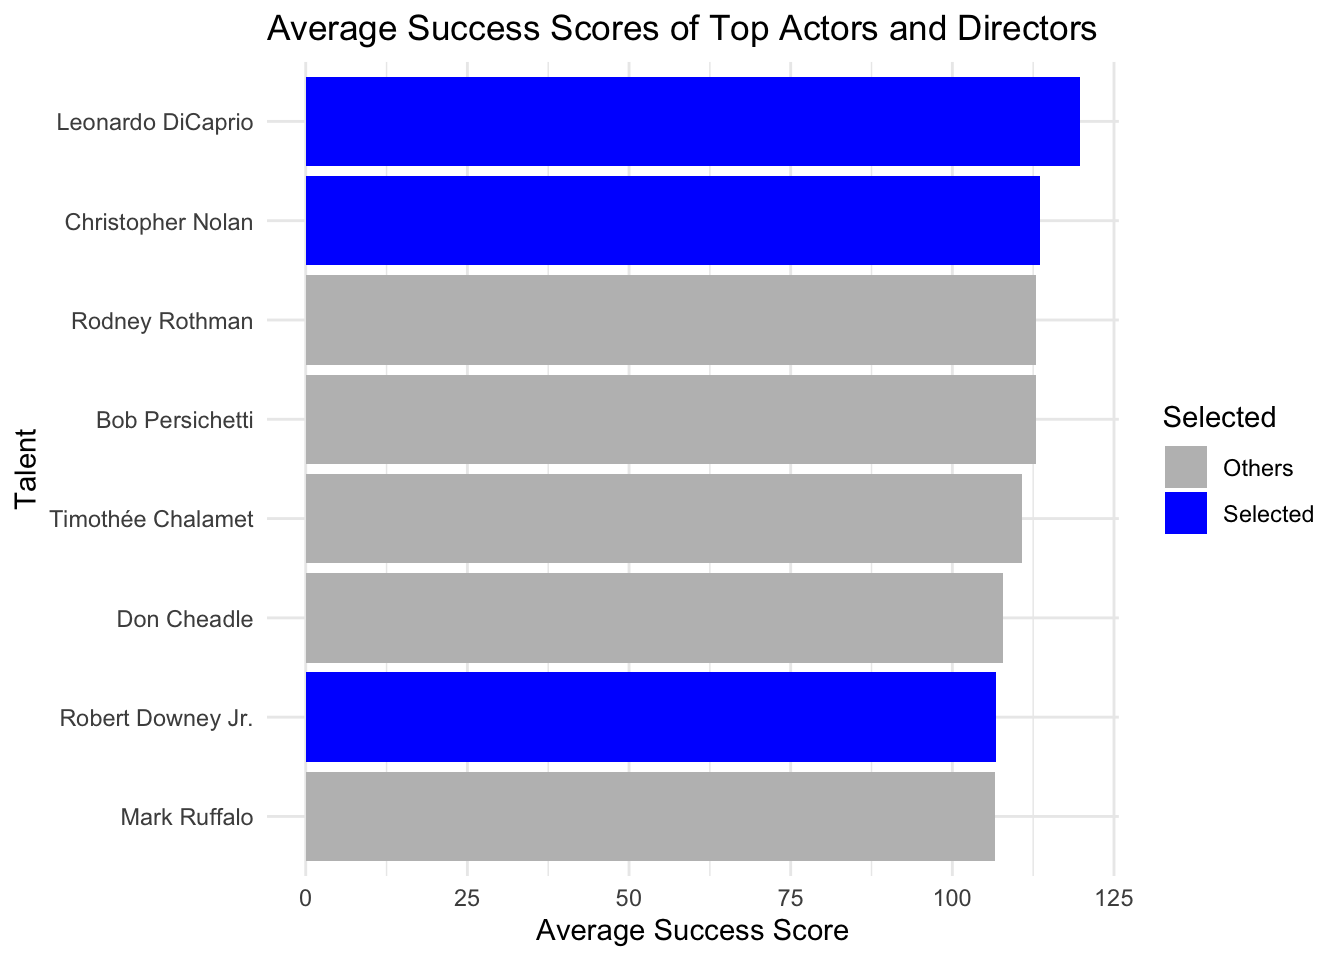 Average Success Scores of Top Actors and Directors
Leonardo DiCaprio
Christopher Nolan
Rodney Rothman
Bob Persichetti
Timothée Chalamet
Don Cheadle
Robert Downey Jr.
Mark Ruffalo
Talent
0 25 50 75 100 125
Average Success Score
Selected
Others
Selected